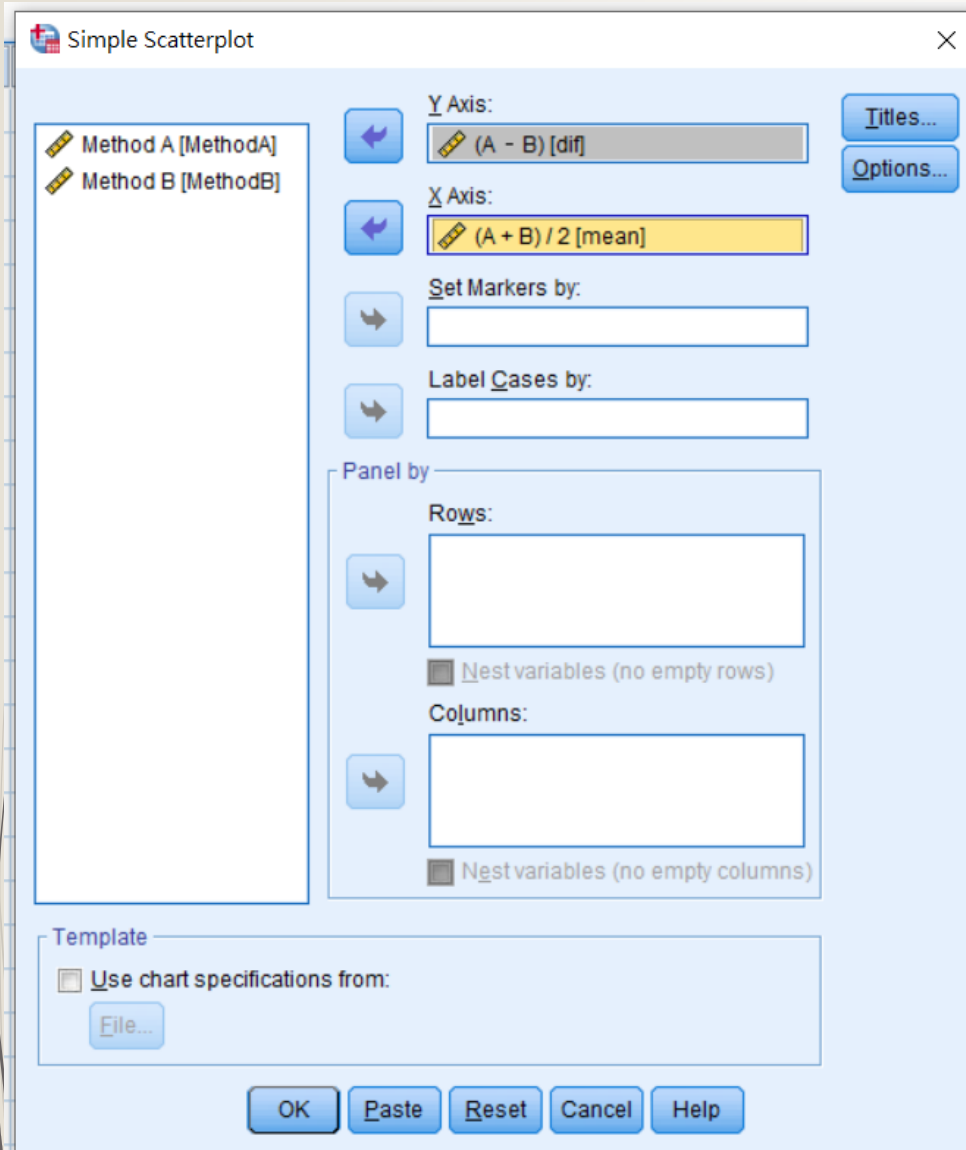 Simple Scatterplot
Method A [MethodA]
Method B [MethodB]
Y Axis:
(A - B) [dif]
X Axis:
(A + B) / 2 [mean]
Set Markers by:
Label Cases by:
Panel by
Rows:
Nest variables (no empty rows)
Columns:
Nest variables (no empty columns)
Titles...
Options...
Template
Use chart specifications from:
File...
OK Paste Reset Cancel Help